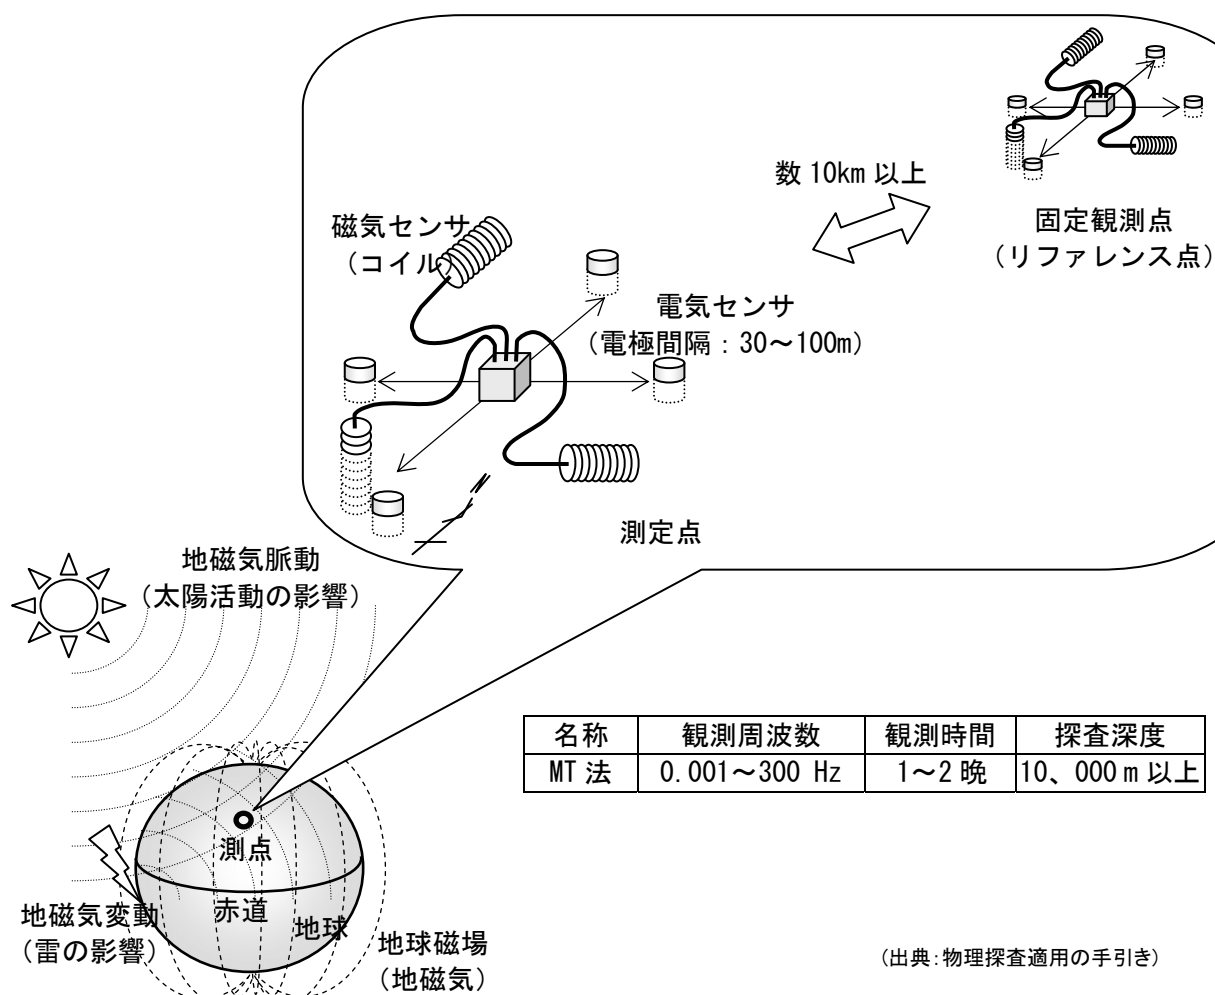 数 10km 以上
固定観測点
（リファレンス点）
磁気センサ
（コイル
電気センサ
（電極間隔：30～100m）
測定点
地磁気脈動
（太陽活動の影響）
名称 観測周波数 観測時間 探査深度
MT 法 0.001～300 Hz 1～2 晩 10、000 m 以上
測点
赤道
地球
地磁気変動
（雷の影響）
地球磁場
（地磁気）
（出典：物理探査適用の手引き）